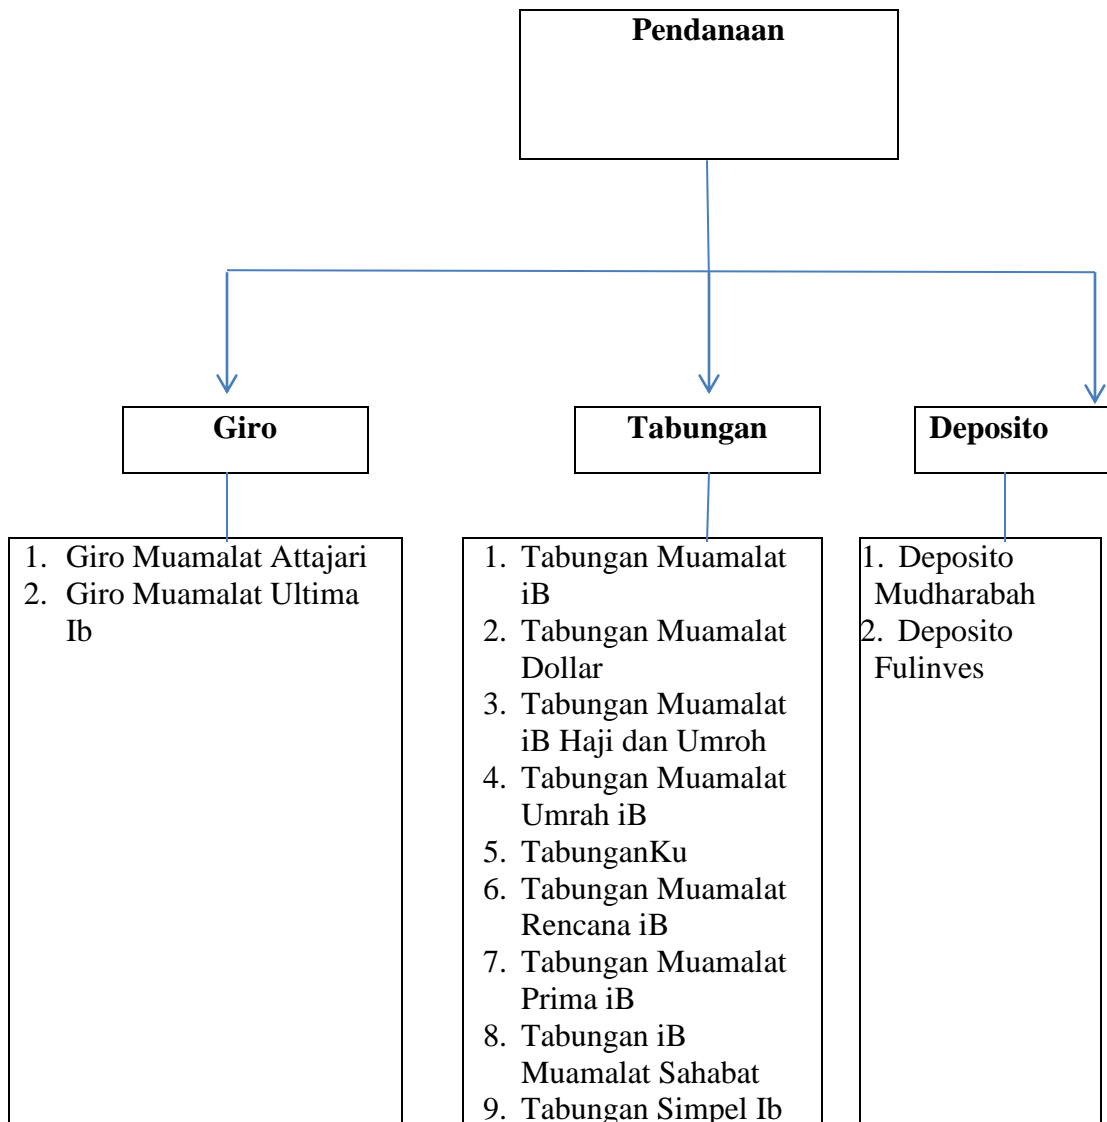 Pendanaan
Giro
Tabungan
Deposito
1. Giro Muamalat Attajari
2. Giro Muamalat Ultima
Ib
1. Tabungan Muamalat
iB
2. Tabungan Muamalat
Dollar
3. Tabungan Muamalat
iB Haji dan Umroh
4. Tabungan Muamalat
Umrah iB
5. TabunganKu
6. Tabungan Muamalat
Rencana iB
7. Tabungan Muamalat
Prima iB
8. Tabungan iB
Muamalat Sahabat
9. Tabungan Simpel Ib
1. Deposito
Mudharabah
2. Deposito
Fulinves